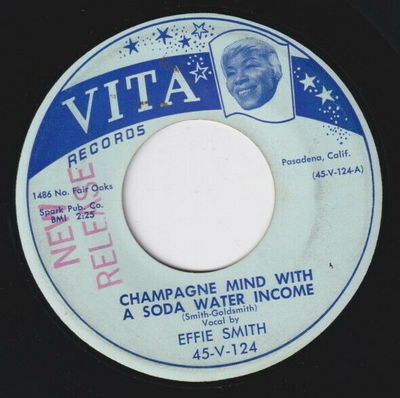 VITA
RECORDS
1486 No. Fair Oaks
Spark Pub. Co.
BMI 2:25
NEW
RELEASE
Pasadena, Calif.
(45-V-124-A)
CHAMPAGNE MIND WITH
A SODA WATER INCOME
(Smith-Goldsmith)
Vocal by
EFFIE SMITH
45-V-124